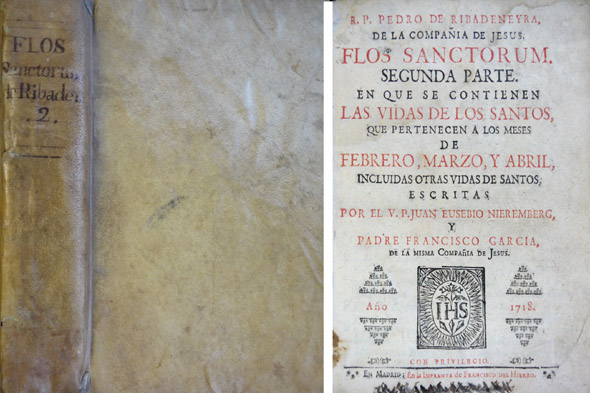 FLOS
Sanctorum
de Ribade
.2.
R. P. PEDRO DE RIBADENEYRA,
DE LA COMPAÑIA DE JESUS.
FLOS SANCTORUM.
SEGUNDA PARTE.
EN QUE SE CONTIENEN
LAS VIDAS DE LOS SANTOS,
QUE PERTENECEN A LOS MESES
DE
FEBRERO, MARZO, Y ABRIL,
INCLUIDAS OTRAS VIDAS DE SANTOS,
ESCRITAS
POR EL V. P. JUAN EUSEBIO NIEREMBERG,
Y
PADRE FRANCISCO GARCIA,
DE LA MISMA COMPAÑIA DE JESUS.
IHS
Año 1718.
CON PRIVILEGIO.
EN MADRID: En la IMPRENTA DE FRANCISCO DEL HIERRO.